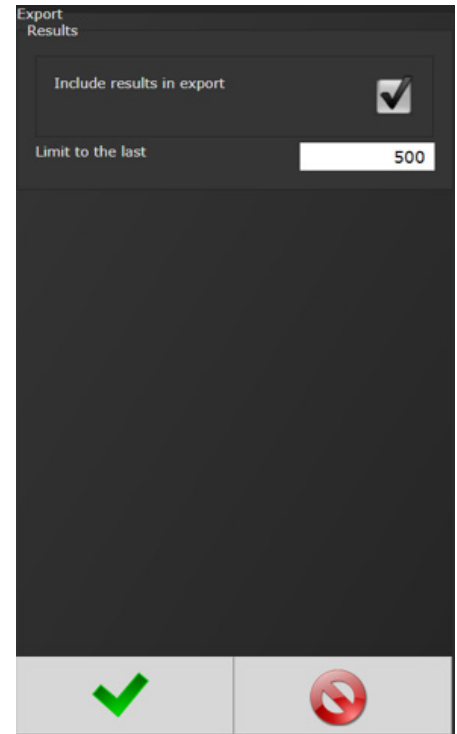 Export
Results
Include results in export
Limit to the last
500